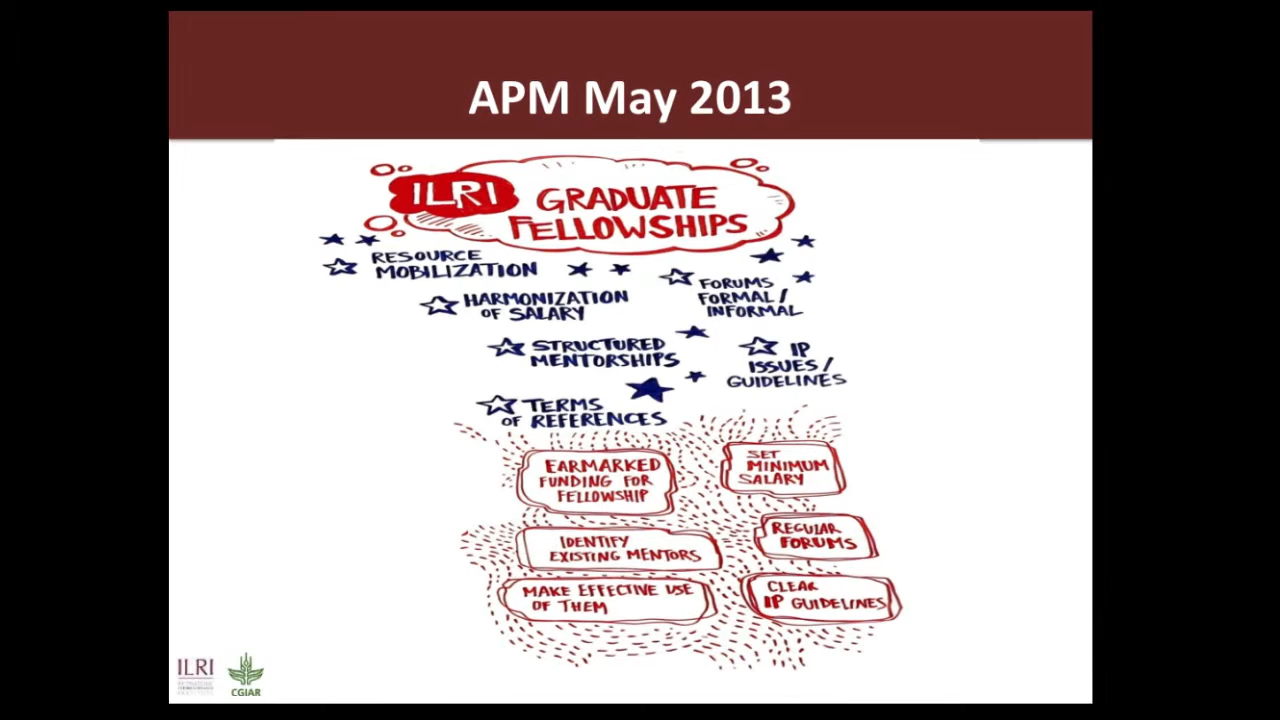 APM May 2013
ILRI GRADUATE
FELLOWSHIPS
RESOURCE
MOBILIZATION
HARMONIZATION
OF SALARY
STRUCTURED
MENTORSHIPS
TERMS
OF REFERENCES
FORUMS
FORMAL/
INFORMAL
IP
ISSUES/
GUIDELINES
EARMARKED
FUNDING FOR
FELLOWSHIP
SET
MINIMUM
SALARY
IDENTIFY
EXISTING MENTORS
REGULAR
FORUMS
MAKE EFFECTIVE USE
OF THEM
CLEAR
IP GUIDELINES
ILRI
CGIAR